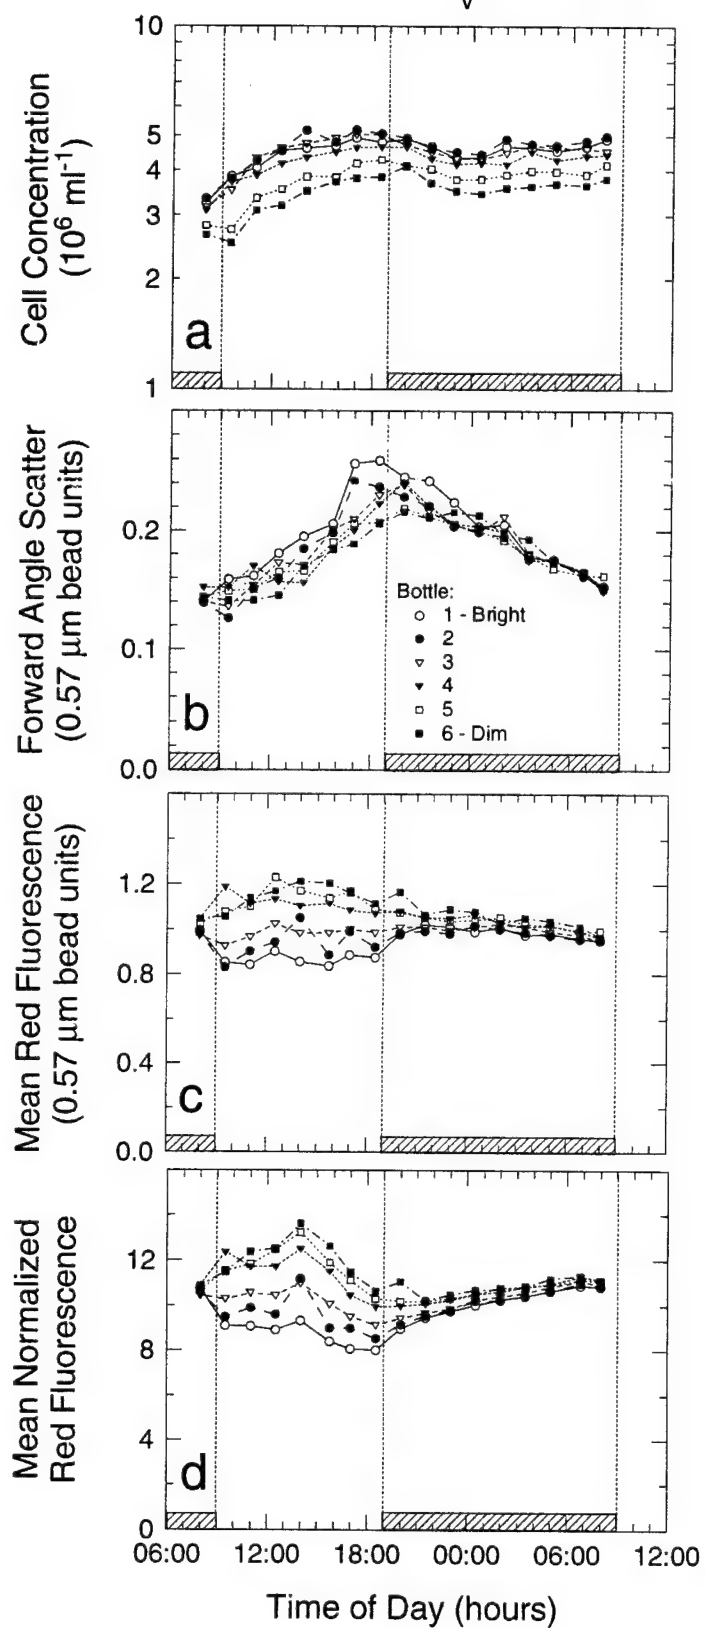 10
5
4
3
2
1
Cell Concentration
(10⁶ ml⁻¹)
a
0.2
0.1
0.0
Forward Angle Scatter
(0.57 μm bead units)
b
Bottle:
1 - Bright
2
3
4
5
6 - Dim
1.2
0.8
0.4
0.0
Mean Red Fluorescence
(0.57 μm bead units)
c
12
8
4
0
Mean Normalized
Red Fluorescence
d
06:00 12:00 18:00 00:00 06:00 12:00
Time of Day (hours)